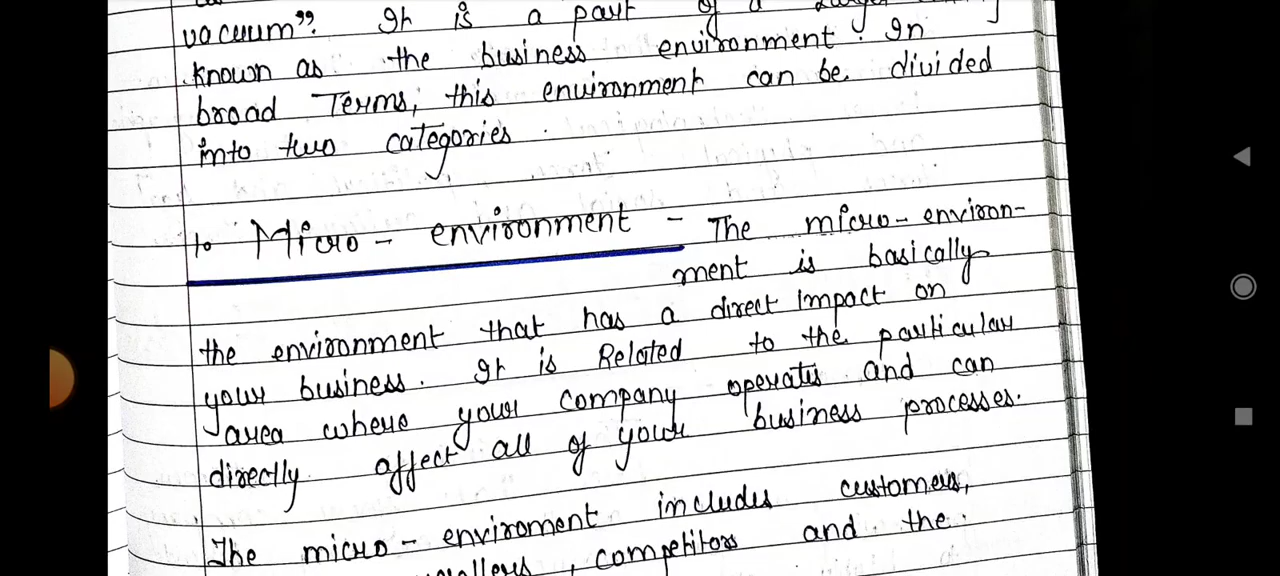 vacuum". It is a part of a
known as the business environment. In
broad Terms, this environment can be divided
into two categories.
1. Micro - environment - The micro - environ-
ment is basically
the environment that has a direct impact on
your business. It is Related to the particular
area where your company operates and can
directly affect all of your business processes.
The micro - enviroment includes customers,
competitors and the